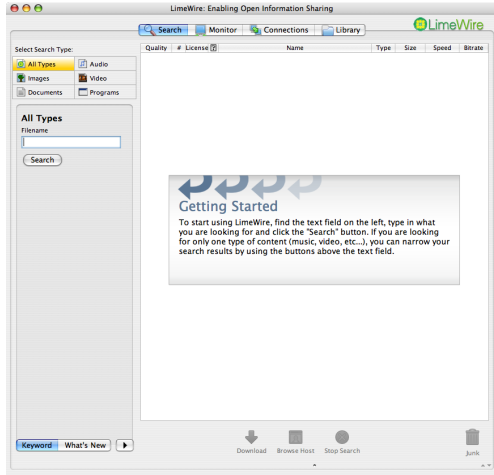 LimeWire: Enabling Open Information Sharing
Search Monitor Connections Library
LimeWire
Select Search Type:
All Types Audio
Images Video
Documents Programs
Quality # License ? Name Type Size Speed Bitrate
All Types
Filename
Search
Getting Started
To start using LimeWire, find the text field on the left, type in what
you are looking for and click the "Search" button. If you are looking
for only one type of content (music, video, etc...), you can narrow your
search results by using the buttons above the text field.
Keyword What's New
Download Browse Host Stop Search
Junk